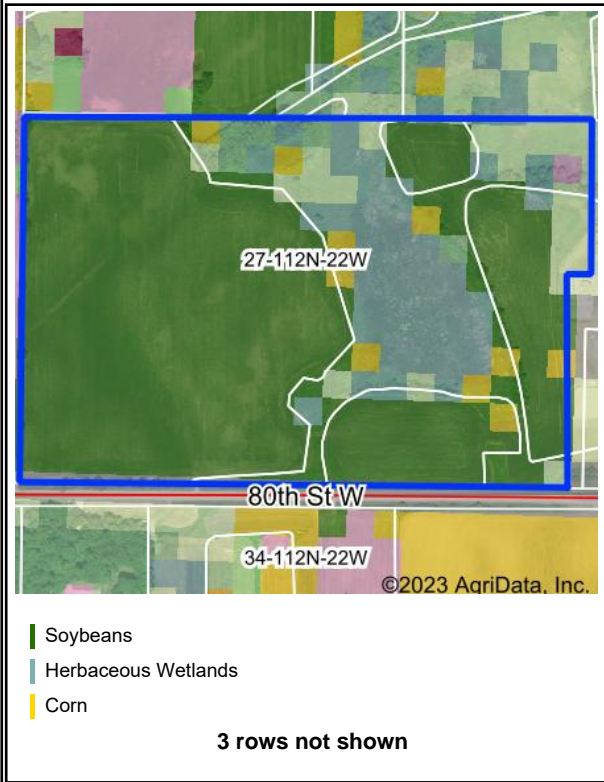 27-112N-22W
80th St W
34-112N-22W
©2023 AgriData, Inc.
Soybeans
Herbaceous Wetlands
Corn
3 rows not shown